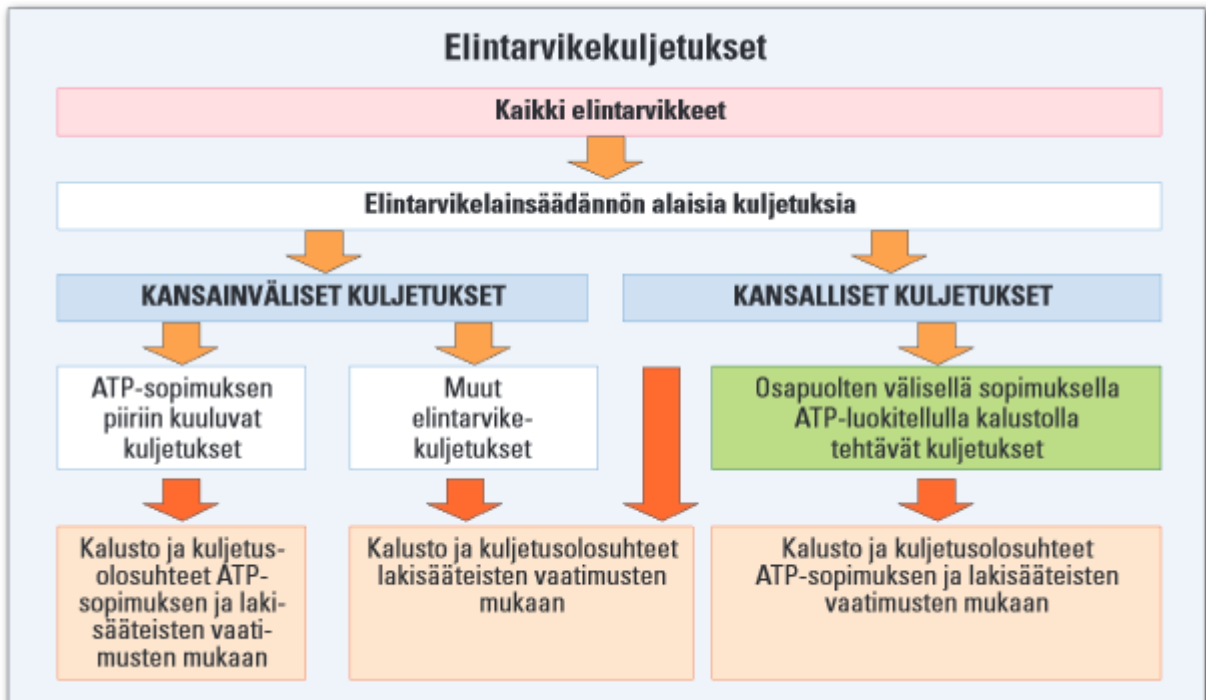 Elintarvikekuljetukset
Kaikki elintarvikkeet
Elintarvikelainsäädännön alaisia kuljetuksia
KANSAINVÄLISET KULJETUKSET
KANSALLISET KULJETUKSET
ATP-sopimuksen
piiriin kuuluvat
kuljetukset
Muut
elintarvike-
kuljetukset
Osapuolten välisellä sopimuksella
ATP-luokitellulla kalustolla
tehtävät kuljetukset
Kalusto ja kuljetus-
olosuhteet ATP-
sopimuksen ja laki-
sääteisten vaati-
musten mukaan
Kalusto ja kuljetusolosuhteet
lakisääteisten vaatimusten
mukaan
Kalusto ja kuljetusolosuhteet
ATP-sopimuksen ja lakisääteisten
vaatimusten mukaan